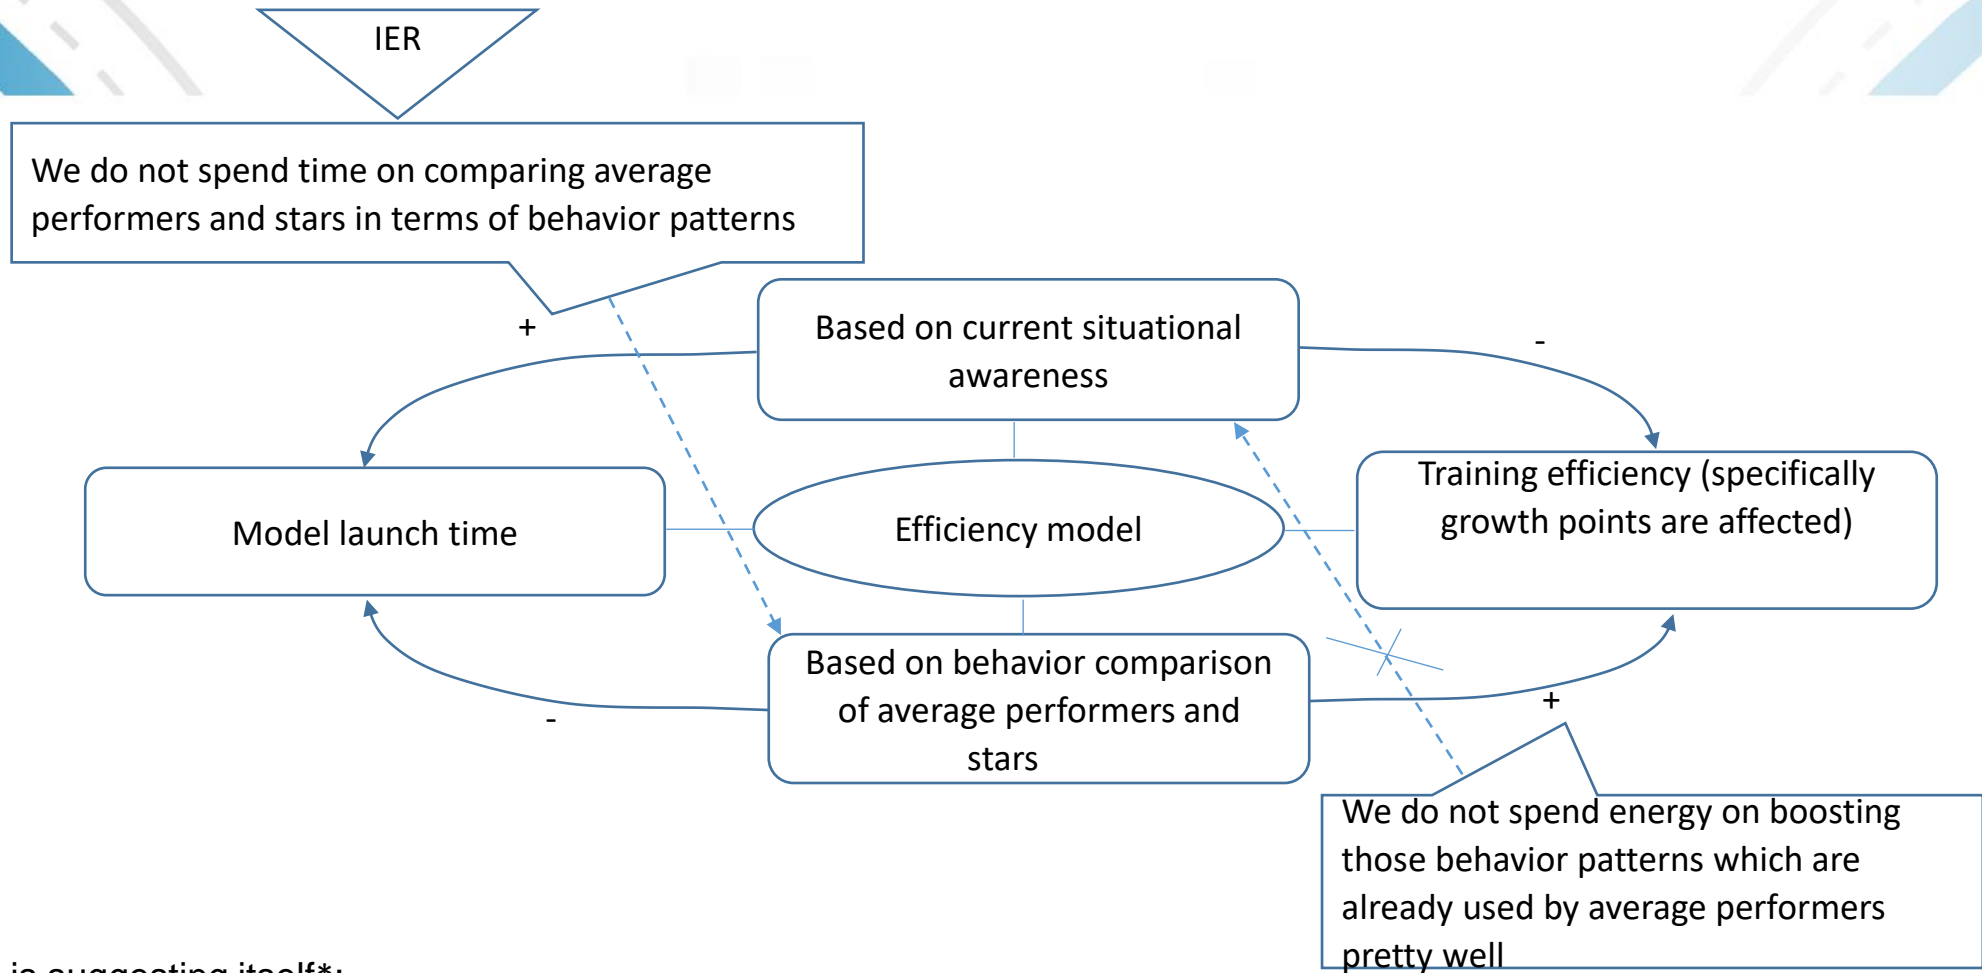 IER
We do not spend time on comparing average
performers and stars in terms of behavior patterns
+
Based on current situational
awareness
-
Model launch time
Efficiency model
Training efficiency (specifically
growth points are affected)
Based on behavior comparison
of average performers and
stars
-
+
We do not spend energy on boosting
those behavior patterns which are
already used by average performers
pretty well
is suggesting itself*: